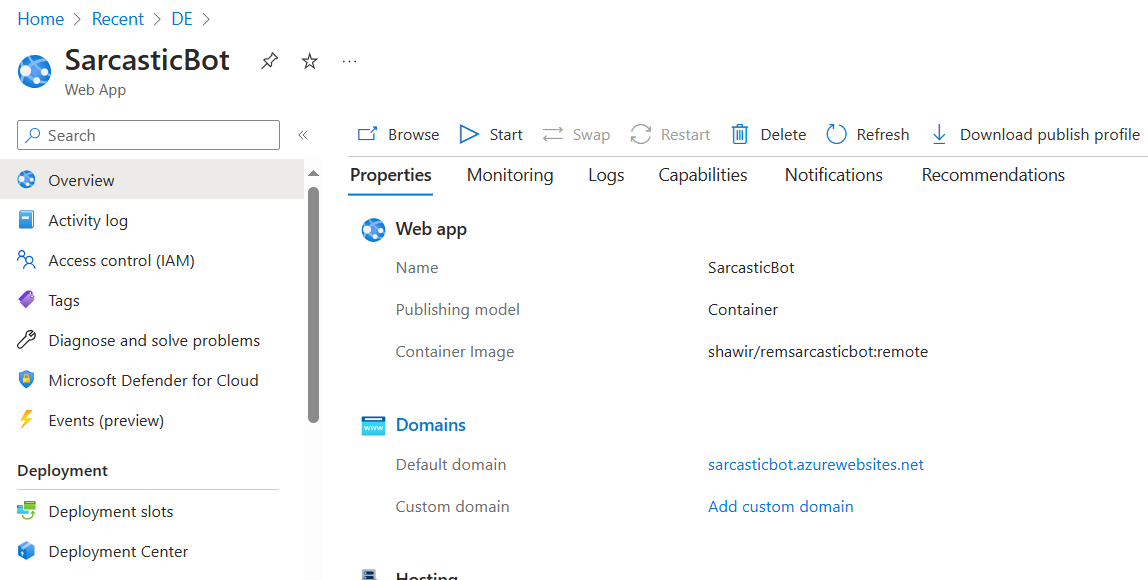 Home > Recent > DE >
SarcasticBot
Web App
Search
Overview
Activity log
Access control (IAM)
Tags
Diagnose and solve problems
Microsoft Defender for Cloud
Events (preview)
Deployment
Deployment slots
Deployment Center
Browse Start Swap Restart Delete Refresh Download publish profile
Properties Monitoring Logs Capabilities Notifications Recommendations
Web app
Name SarcasticBot
Publishing model Container
Container Image shawir/remsarcasticbot:remote
www Domains
Default domain sarcasticbot.azurewebsites.net
Custom domain Add custom domain
Hosting